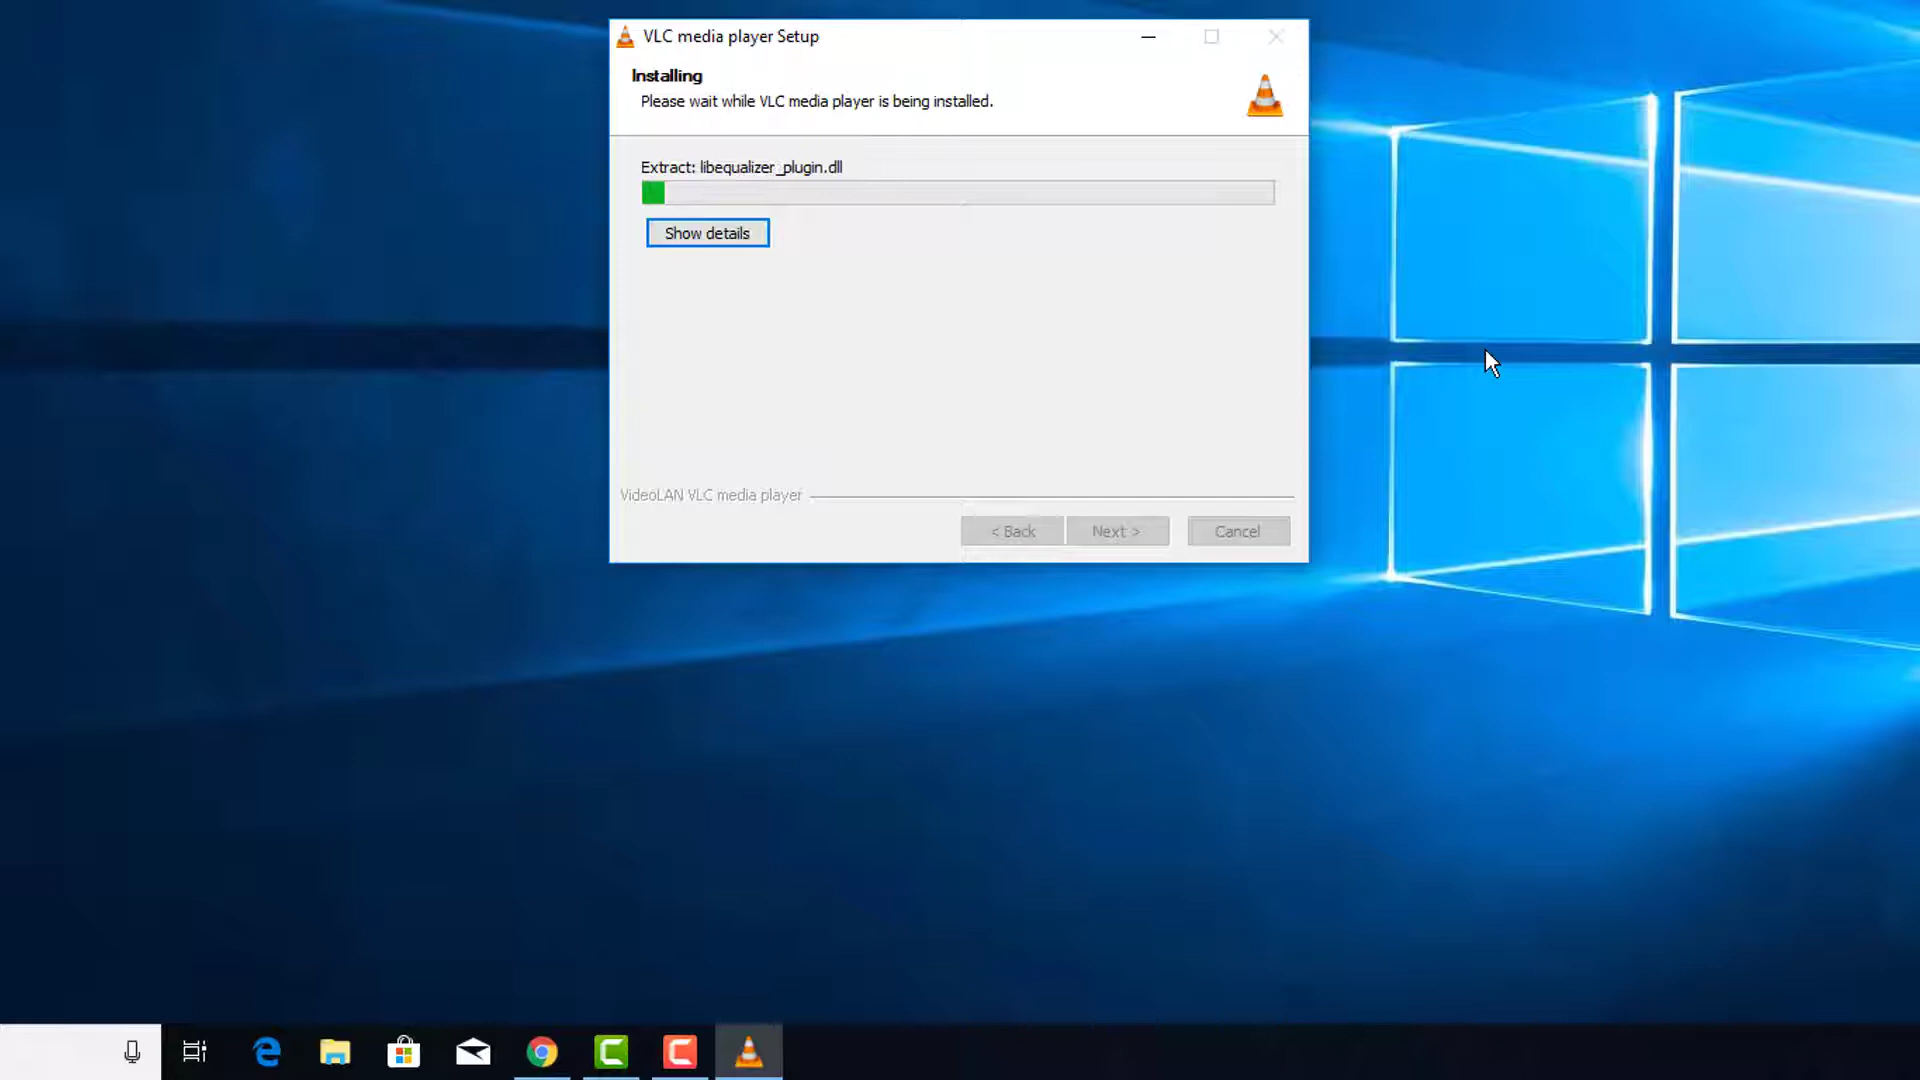 VLC media player Setup
Installing
Please wait while VLC media player is being installed.
Extract: libequalizer_plugin.dll
Show details
VideoLAN VLC media player
< Back
Next >
Cancel